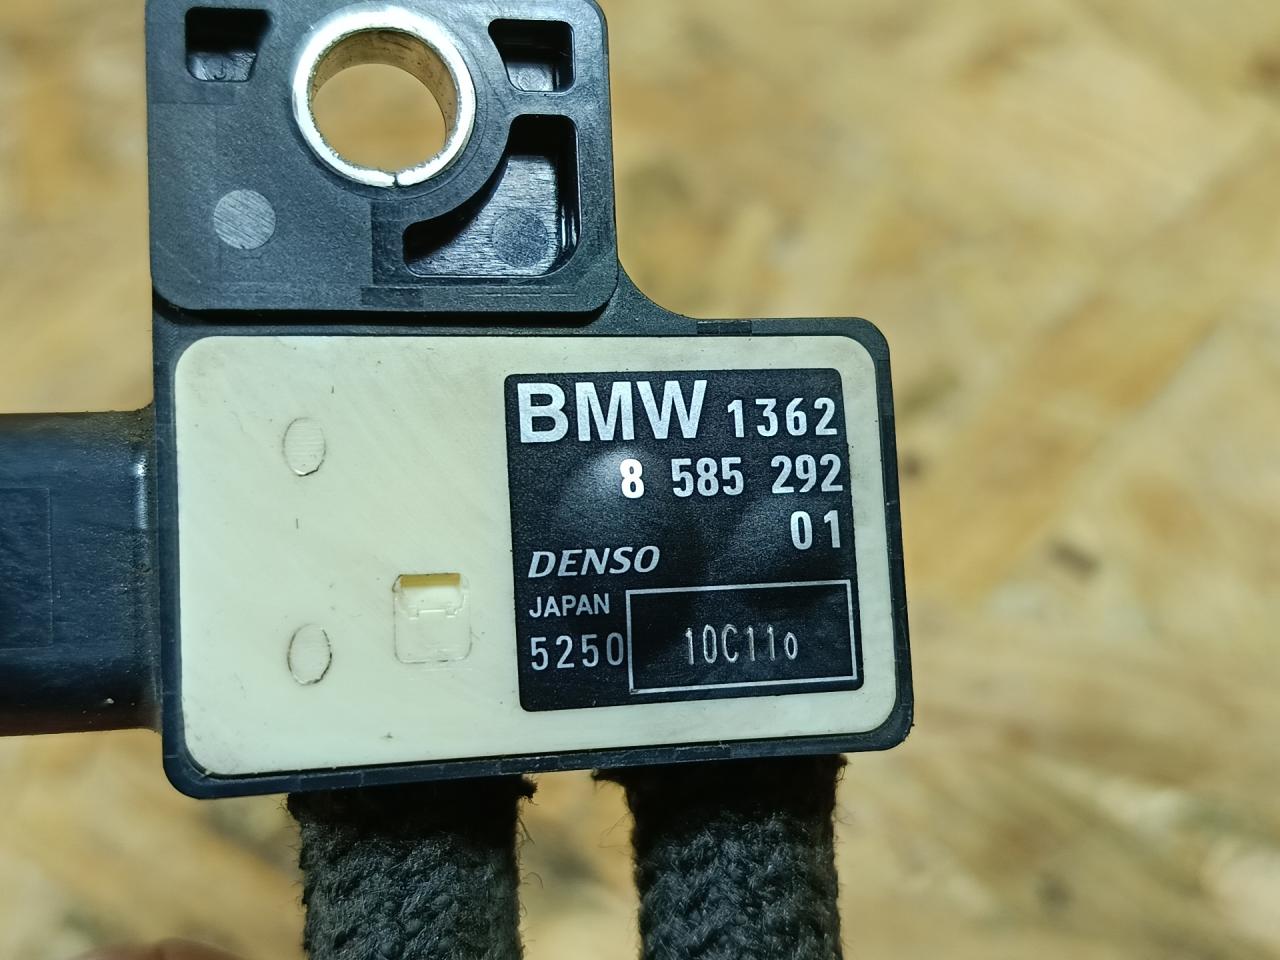 BMW 1362
8 585 292
01
DENSO
JAPAN
5250 10C11o